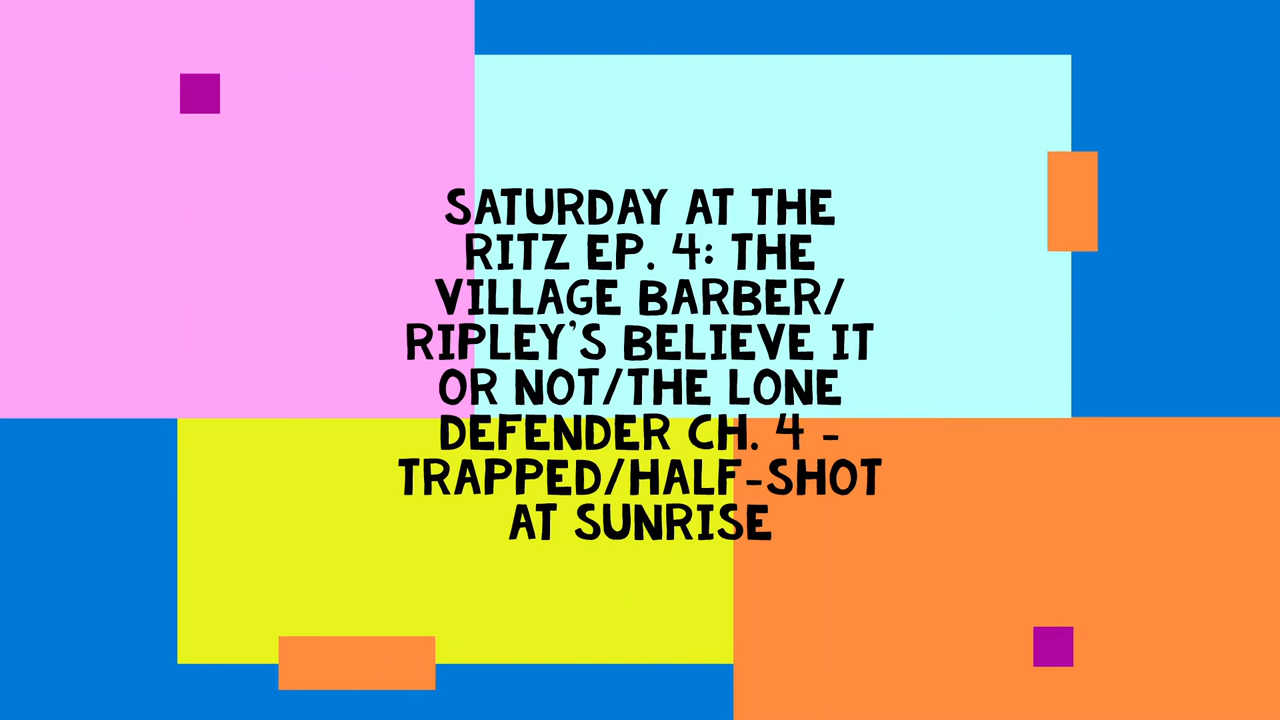 SATURDAY AT THE
RITZ EP. 4: THE
VILLAGE BARBER/
RIPLEY'S BELIEVE IT
OR NOT/THE LONE
DEFENDER CH. 4 -
TRAPPED/HALF-SHOT
AT SUNRISE